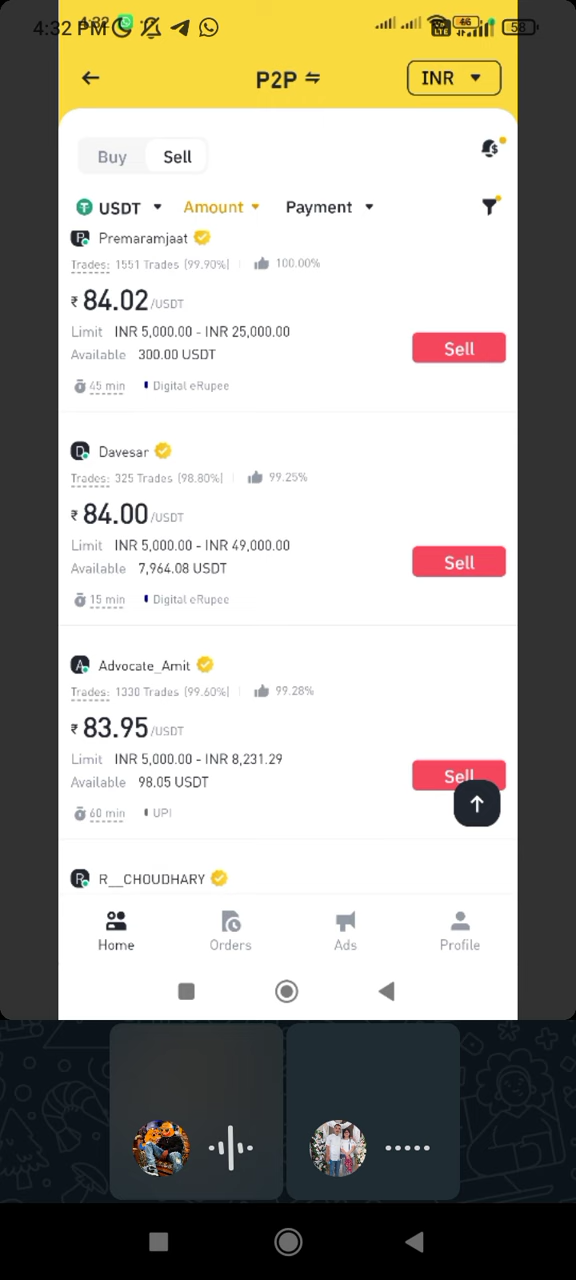 4:32 PM
58
P2P
INR
Buy
Sell
USDT
Amount
Payment
P
Premaramjaat
Trades: 1551 Trades (99.90%) 100.00%
₹ 84.02 /USDT
Limit INR 5,000.00 - INR 25,000.00
Available 300.00 USDT
Sell
45 min
Digital eRupee
D
Davesar
Trades: 325 Trades (98.80%) 99.25%
₹ 84.00 /USDT
Limit INR 5,000.00 - INR 49,000.00
Available 7,964.08 USDT
Sell
15 min
Digital eRupee
A
Advocate_Amit
Trades: 1330 Trades (99.60%) 99.28%
₹ 83.95 /USDT
Limit INR 5,000.00 - INR 8,231.29
Available 98.05 USDT
Sell
60 min
UPI
R
R__CHOUDHARY
Home
Orders
Ads
Profile